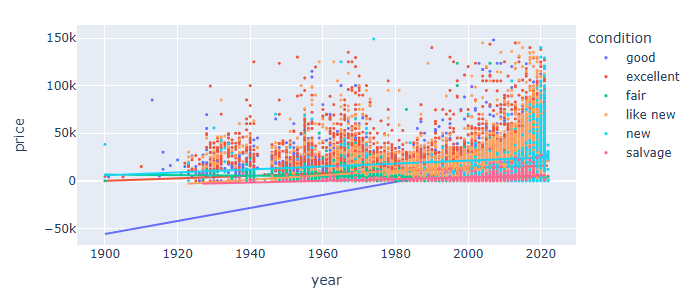 150k
100k
50k
0
−50k
price
1900
1920
1940
1960
1980
2000
2020
year
condition
good
excellent
fair
like new
new
salvage